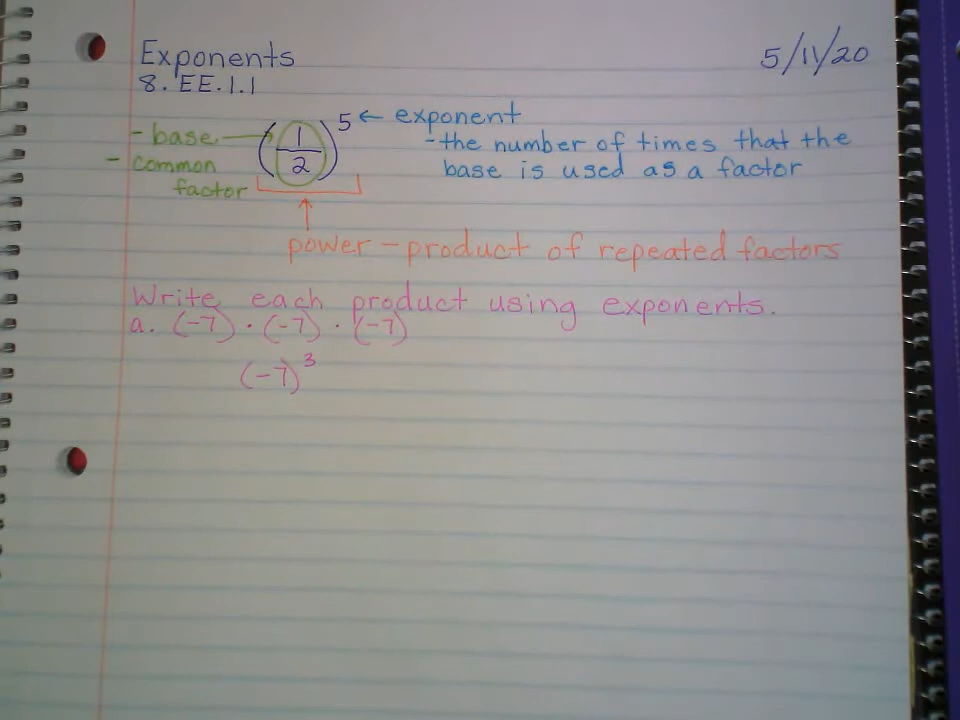 Exponents
5/11/20
8.EE.1.1
- base
- common
factor
(1/2)^5 ← exponent
- the number of times that the
base is used as a factor
power - product of repeated factors
Write each product using exponents.
a. (-7) · (-7) · (-7)
(-7)^3